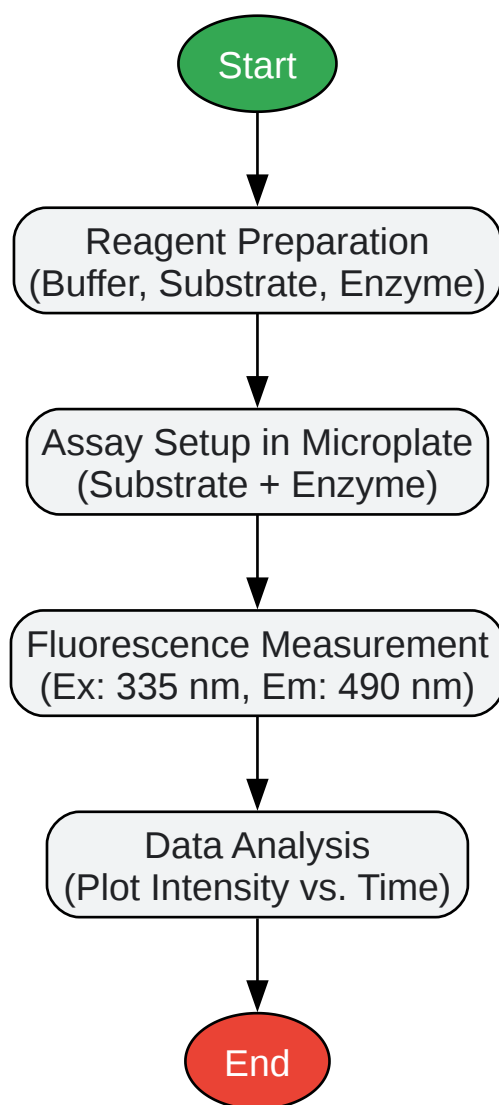 Start
Reagent Preparation
(Buffer, Substrate, Enzyme)
Assay Setup in Microplate
(Substrate + Enzyme)
Fluorescence Measurement
(Ex: 335 nm, Em: 490 nm)
Data Analysis
(Plot Intensity vs. Time)
End